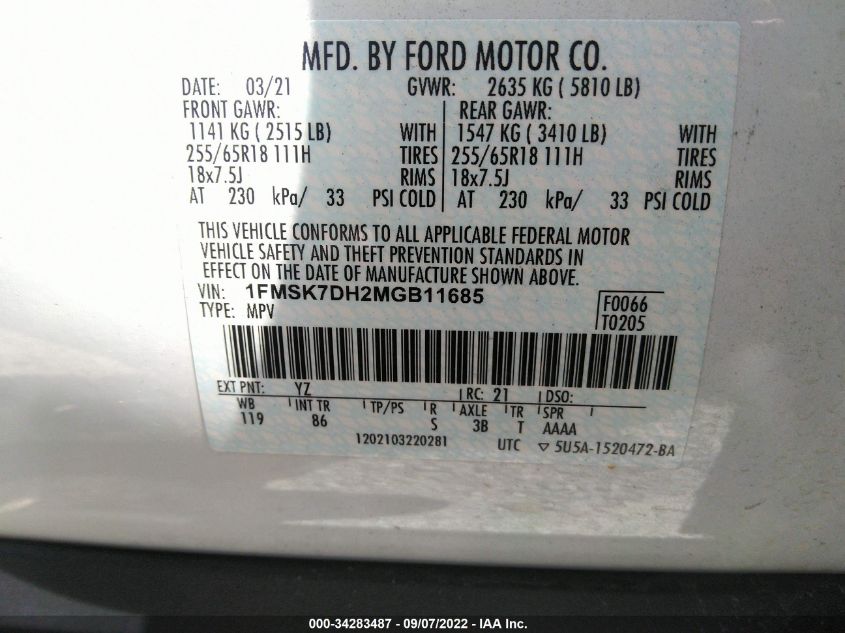 MFD. BY FORD MOTOR CO.
DATE: 03/21 GVWR: 2635 KG ( 5810 LB)
FRONT GAWR: REAR GAWR:
1141 KG ( 2515 LB) WITH 1547 KG ( 3410 LB) WITH
255/65R18 111H TIRES 255/65R18 111H TIRES
18x7.5J RIMS 18x7.5J RIMS
AT 230 kPa/ 33 PSI COLD AT 230 kPa/ 33 PSI COLD
THIS VEHICLE CONFORMS TO ALL APPLICABLE FEDERAL MOTOR
VEHICLE SAFETY AND THEFT PREVENTION STANDARDS IN
EFFECT ON THE DATE OF MANUFACTURE SHOWN ABOVE.
VIN: 1FMSK7DH2MGB11685 F0066
TYPE: MPV T0205
EXT PNT: YZ RC: 21 DSO:
WB INT TR TP/PS R AXLE TR SPR
119 86 S 3B T AAAA
1202103220281 UTC ▽ 5U5A-1520472-BA
000-34283487 - 09/07/2022 - IAA Inc.